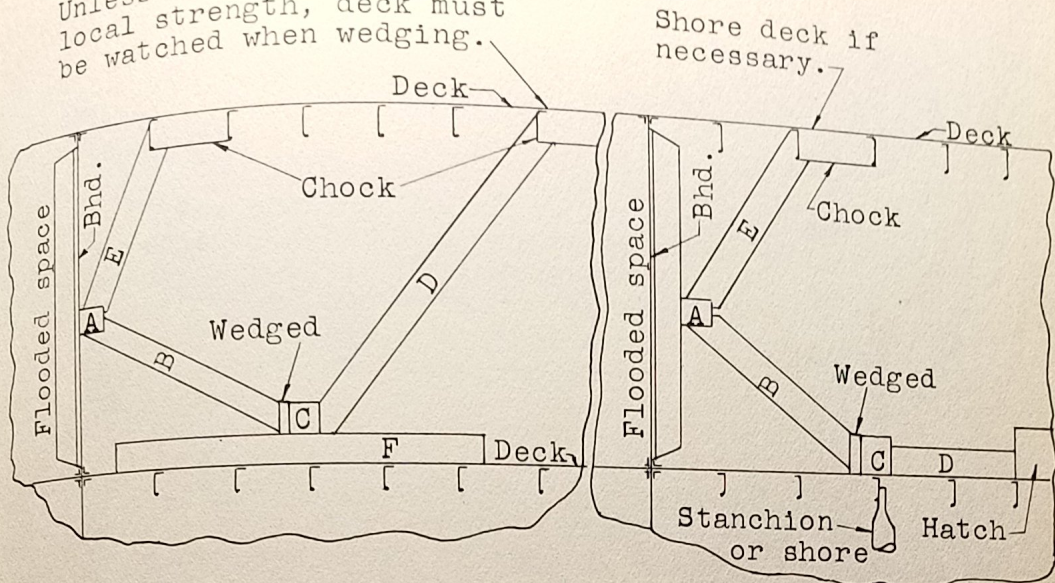 local strength, deck must
be watched when wedging.
Shore deck if
necessary.
Deck
Deck
Chock
Chock
Bhd.
Bhd.
Flooded space
Flooded space
E
E
A
A
D
B
B
Wedged
Wedged
C
C
F
Deck
D
Stanchion
or shore
Hatch